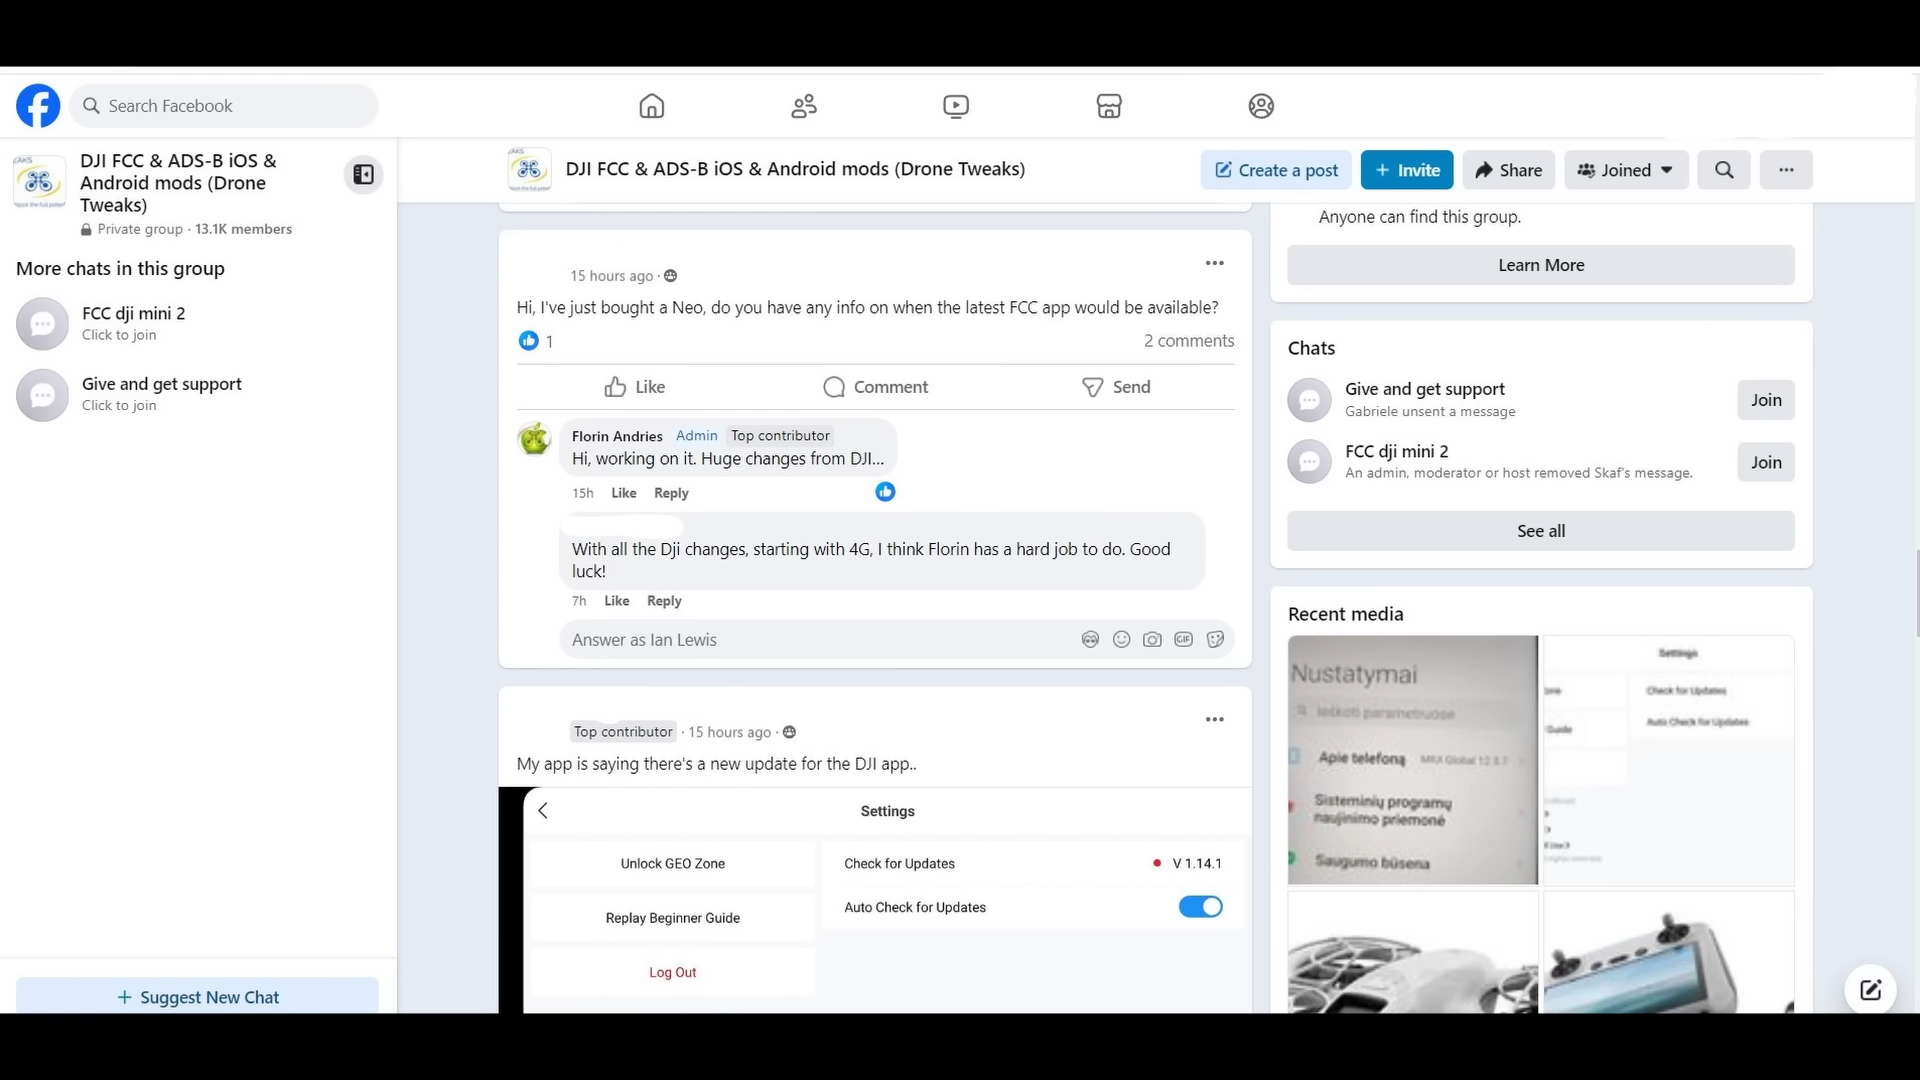 Search Facebook
DJI FCC & ADS-B iOS &
Android mods (Drone
Tweaks)
Private group · 13.1K members
More chats in this group
FCC dji mini 2
Click to join
Give and get support
Click to join
+ Suggest New Chat
DJI FCC & ADS-B iOS & Android mods (Drone Tweaks)
Create a post
+ Invite
Share
Joined
15 hours ago ·
Hi, I've just bought a Neo, do you have any info on when the latest FCC app would be available?
1
2 comments
Like
Comment
Send
Florin Andries Admin Top contributor
Hi, working on it. Huge changes from DJI...
15h Like Reply
With all the Dji changes, starting with 4G, I think Florin has a hard job to do. Good
luck!
7h Like Reply
Answer as Ian Lewis
GIF
Top contributor · 15 hours ago ·
My app is saying there's a new update for the DJI app..
Settings
Unlock GEO Zone
Replay Beginner Guide
Log Out
Check for Updates
V 1.14.1
Auto Check for Updates
Anyone can find this group.
Learn More
Chats
Give and get support
Gabriele unsent a message
Join
FCC dji mini 2
An admin, moderator or host removed Skaf's message.
Join
See all
Recent media
Nustatymai
Ieškoti parametruose
Apie telefoną
MIUI Global 12.5.7
Sisteminių programų
naujinimo priemonė
Saugumo būsena
Settings
Check for Updates
Auto Check for Updates
Guide